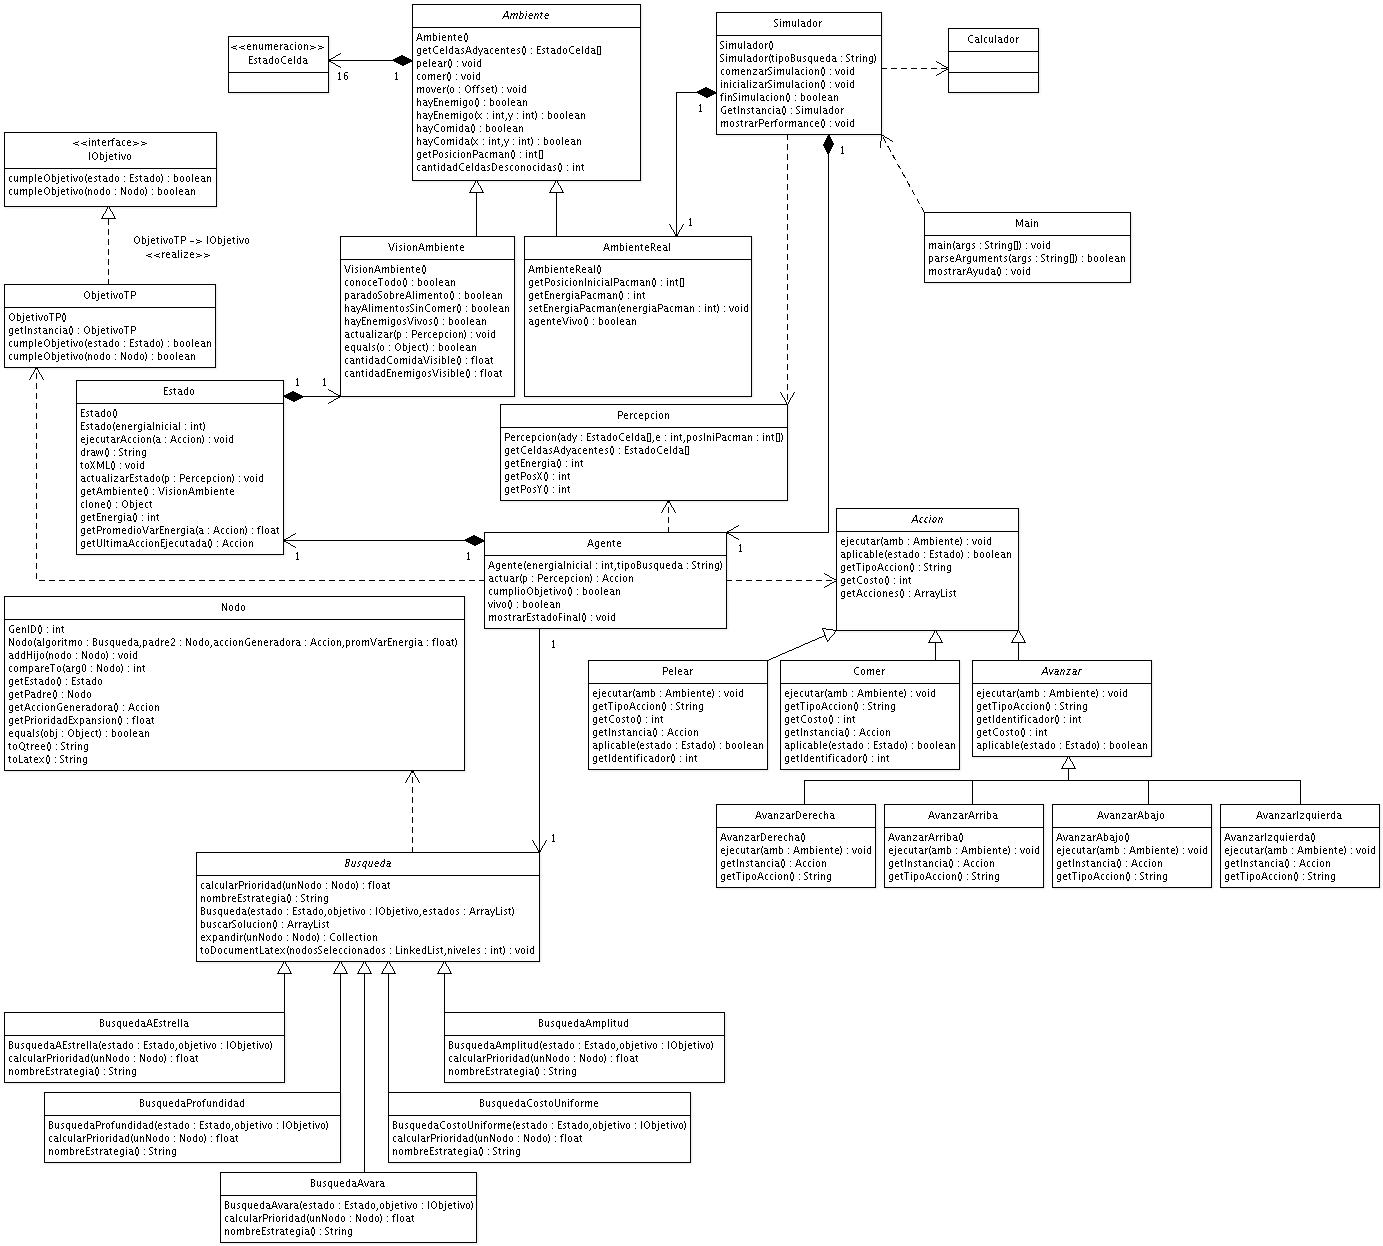 Ambiente
Ambiente()
getCeldasAdyacentes() : EstadoCelda[]
pelear() : void
comer() : void
mover(o : Offset) : void
hayEnemigo() : boolean
hayEnemigo(x : int,y : int) : boolean
hayComida() : boolean
hayComida(x : int,y : int) : boolean
getPosicionPacman() : int[]
cantidadCeldasDesconocidas() : int
Simulador
Simulador()
Simulador(tipoBusqueda : String)
comenzarSimulacion() : void
inicializarSimulacion() : void
finSimulacion() : boolean
GetInstancia() : Simulador
mostrarPerformance() : void
Calculador
<<enumeracion>>
EstadoCelda
16
1
1
1
<<interface>>
IObjetivo
cumpleObjetivo(estado : Estado) : boolean
cumpleObjetivo(nodo : Nodo) : boolean
ObjetivoTP -> IObjetivo
<<realize>>
1
Main
main(args : String[]) : void
parseArguments(args : String[]) : boolean
mostrarAyuda() : void
VisionAmbiente
VisionAmbiente()
conoceTodo() : boolean
paradoSobreAlimento() : boolean
hayAlimentosSinComer() : boolean
hayEnemigosVivos() : boolean
actualizar(p : Percepcion) : void
equals(o : Object) : boolean
cantidadComidaVisible() : float
cantidadEnemigosVisible() : float
AmbienteReal
AmbienteReal()
getPosicionInicialPacman() : int[]
getEnergiaPacman() : int
setEnergiaPacman(energiaPacman : int) : void
agenteVivo() : boolean
ObjetivoTP
ObjetivoTP()
getInstancia() : ObjetivoTP
cumpleObjetivo(estado : Estado) : boolean
cumpleObjetivo(nodo : Nodo) : boolean
1
1
Estado
Estado()
Estado(energiaInicial : int)
ejecutarAccion(a : Accion) : void
draw() : String
toXML() : void
actualizarEstado(p : Percepcion) : void
getAmbiente() : VisionAmbiente
clone() : Object
getEnergia() : int
getPromedioVarEnergia(a : Accion) : float
getUltimaAccionEjecutada() : Accion
Percepcion
Percepcion(ady : EstadoCelda[],e : int,posIniPacman : int[])
getCeldasAdyacentes() : EstadoCelda[]
getEnergia() : int
getPosX() : int
getPosY() : int
1
1
1
Agente
Agente(energiaInicial : int,tipoBusqueda : String)
actuar(p : Percepcion) : Accion
cumplioObjetivo() : boolean
vivo() : boolean
mostrarEstadoFinal() : void
Accion
ejecutar(amb : Ambiente) : void
aplicable(estado : Estado) : boolean
getTipoAccion() : String
getCosto() : int
getAcciones() : ArrayList
Nodo
GenID() : int
Nodo(algoritmo : Busqueda,padre2 : Nodo,accionGeneradora : Accion,promVarEnergia : float)
addHijo(nodo : Nodo) : void
compareTo(arg0 : Nodo) : int
getEstado() : Estado
getPadre() : Nodo
getAccionGeneradora() : Accion
getPrioridadExpansion() : float
equals(obj : Object) : boolean
toQtree() : String
toLatex() : String
1
Pelear
ejecutar(amb : Ambiente) : void
getTipoAccion() : String
getCosto() : int
getInstancia() : Accion
aplicable(estado : Estado) : boolean
getIdentificador() : int
Comer
ejecutar(amb : Ambiente) : void
getTipoAccion() : String
getCosto() : int
getInstancia() : Accion
aplicable(estado : Estado) : boolean
getIdentificador() : int
Avanzar
ejecutar(amb : Ambiente) : void
getTipoAccion() : String
getIdentificador() : int
getCosto() : int
aplicable(estado : Estado) : boolean
AvanzarDerecha
AvanzarDerecha()
ejecutar(amb : Ambiente) : void
getInstancia() : Accion
getTipoAccion() : String
AvanzarArriba
AvanzarArriba()
ejecutar(amb : Ambiente) : void
getInstancia() : Accion
getTipoAccion() : String
AvanzarAbajo
AvanzarAbajo()
ejecutar(amb : Ambiente) : void
getInstancia() : Accion
getTipoAccion() : String
AvanzarIzquierda
AvanzarIzquierda()
ejecutar(amb : Ambiente) : void
getInstancia() : Accion
getTipoAccion() : String
1
Busqueda
calcularPrioridad(unNodo : Nodo) : float
nombreEstrategia() : String
Busqueda(estado : Estado,objetivo : IObjetivo,estados : ArrayList)
buscarSolucion() : ArrayList
expandir(unNodo : Nodo) : Collection
toDocumentLatex(nodosSeleccionados : LinkedList,niveles : int) : void
BusquedaAEstrella
BusquedaAEstrella(estado : Estado,objetivo : IObjetivo)
calcularPrioridad(unNodo : Nodo) : float
nombreEstrategia() : String
BusquedaAmplitud
BusquedaAmplitud(estado : Estado,objetivo : IObjetivo)
calcularPrioridad(unNodo : Nodo) : float
nombreEstrategia() : String
BusquedaProfundidad
BusquedaProfundidad(estado : Estado,objetivo : IObjetivo)
calcularPrioridad(unNodo : Nodo) : float
nombreEstrategia() : String
BusquedaCostoUniforme
BusquedaCostoUniforme(estado : Estado,objetivo : IObjetivo)
calcularPrioridad(unNodo : Nodo) : float
nombreEstrategia() : String
BusquedaAvara
BusquedaAvara(estado : Estado,objetivo : IObjetivo)
calcularPrioridad(unNodo : Nodo) : float
nombreEstrategia() : String